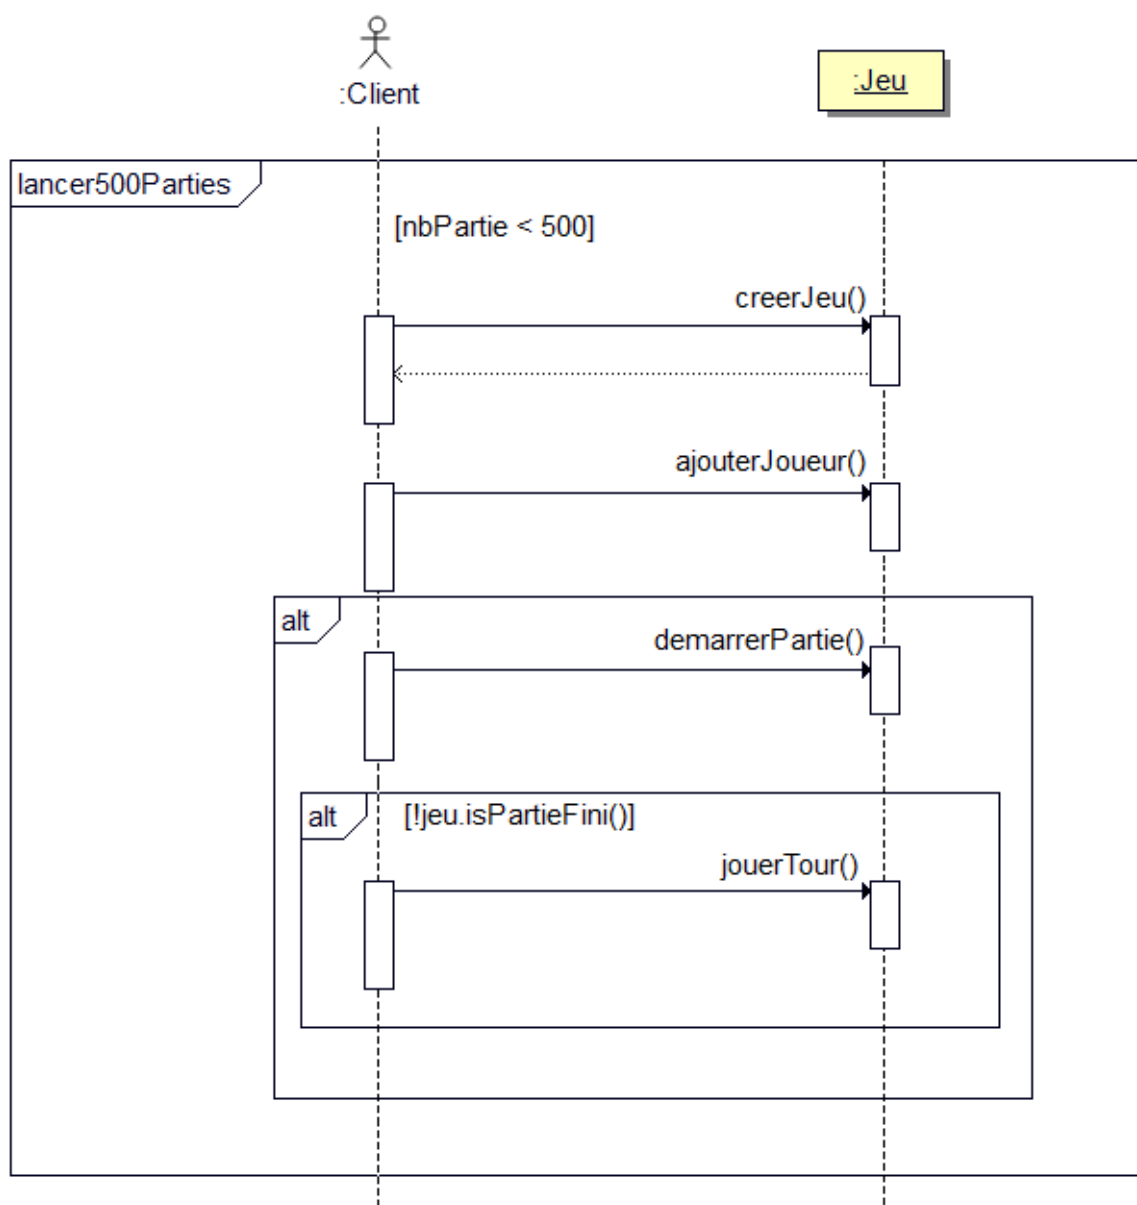 :Client
:Jeu
lancer500Parties
[nbPartie < 500]
creerJeu()
ajouterJoueur()
alt
demarrerPartie()
alt
[!jeu.isPartieFini()]
jouerTour()